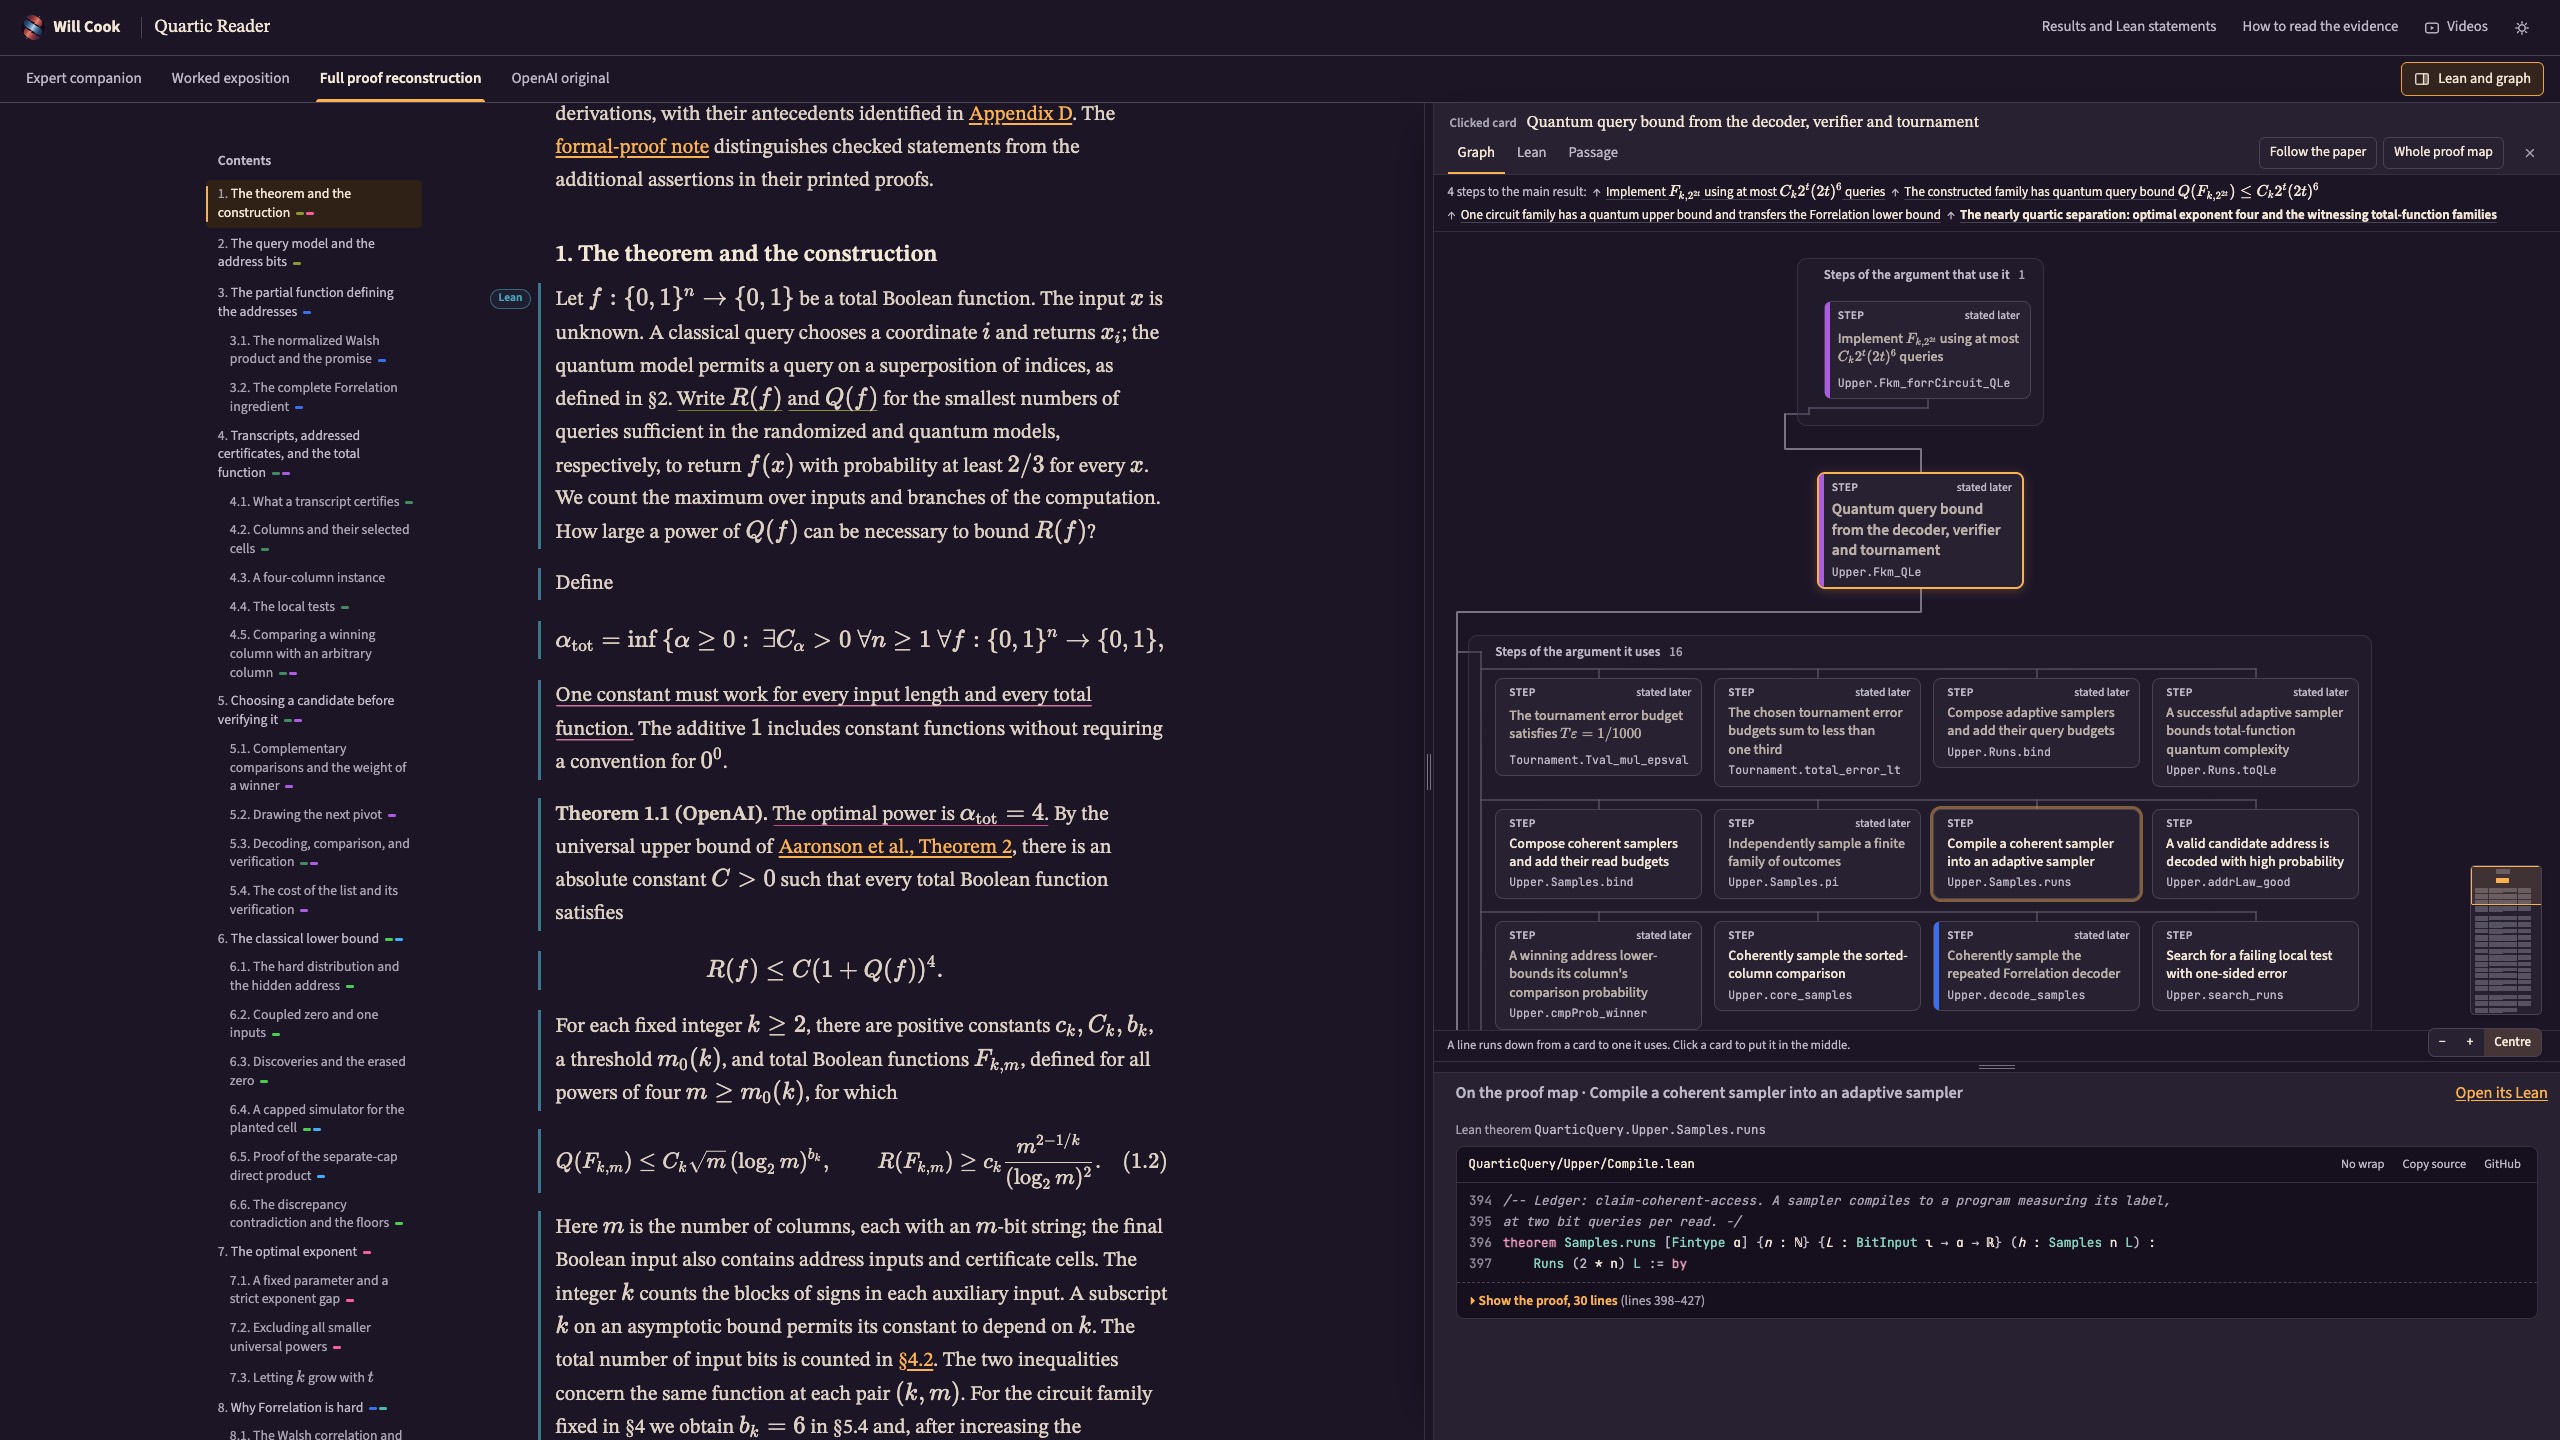 Will Cook
Quartic Reader
Results and Lean statements
How to read the evidence
Videos
Expert companion
Worked exposition
Full proof reconstruction
OpenAI original
Lean and graph
Contents
1. The theorem and the
construction
2. The query model and the
address bits
3. The partial function defining
the addresses
3.1. The normalized Walsh
product and the promise
3.2. The complete Forrelation
ingredient
4. Transcripts, addressed
certificates, and the total
function
4.1. What a transcript certifies
4.2. Columns and their selected
cells
4.3. A four-column instance
4.4. The local tests
4.5. Comparing a winning
column with an arbitrary
column
5. Choosing a candidate before
verifying it
5.1. Complementary
comparisons and the weight of
a winner
5.2. Drawing the next pivot
5.3. Decoding, comparison, and
verification
5.4. The cost of the list and its
verification
6. The classical lower bound
6.1. The hard distribution and
the hidden address
6.2. Coupled zero and one
inputs
6.3. Discoveries and the erased
zero
6.4. A capped simulator for the
planted cell
6.5. Proof of the separate-cap
direct product
6.6. The discrepancy
contradiction and the floors
7. The optimal exponent
7.1. A fixed parameter and a
strict exponent gap
7.2. Excluding all smaller
universal powers
7.3. Letting k grow with t
8. Why Forrelation is hard
8.1. The Walsh correlation and
derivations, with their antecedents identified in Appendix D. The
formal-proof note distinguishes checked statements from the
additional assertions in their printed proofs.
1. The theorem and the construction
Lean
Let f : {0, 1}ⁿ → {0, 1} be a total Boolean function. The input x is
unknown. A classical query chooses a coordinate i and returns xᵢ; the
quantum model permits a query on a superposition of indices, as
defined in §2. Write R(f) and Q(f) for the smallest numbers of
queries sufficient in the randomized and quantum models,
respectively, to return f(x) with probability at least 2/3 for every x.
We count the maximum over inputs and branches of the computation.
How large a power of Q(f) can be necessary to bound R(f)?
Define
α_tot = inf {α ≥ 0 : ∃C_α > 0 ∀n ≥ 1 ∀f : {0, 1}ⁿ → {0, 1},
One constant must work for every input length and every total
function. The additive 1 includes constant functions without requiring
a convention for 0⁰.
Theorem 1.1 (OpenAI). The optimal power is α_tot = 4. By the
universal upper bound of Aaronson et al., Theorem 2, there is an
absolute constant C > 0 such that every total Boolean function
satisfies
R(f) ≤ C(1 + Q(f))⁴.
For each fixed integer k ≥ 2, there are positive constants c_k, C_k, b_k,
a threshold m₀(k), and total Boolean functions F_{k,m}, defined for all
powers of four m ≥ m₀(k), for which
Q(F_{k,m}) ≤ C_k√m (log₂ m)^{b_k}, R(F_{k,m}) ≥ c_k m^{2−1/k} / (log₂ m)². (1.2)
Here m is the number of columns, each with an m-bit string; the final
Boolean input also contains address inputs and certificate cells. The
integer k counts the blocks of signs in each auxiliary input. A subscript
k on an asymptotic bound permits its constant to depend on k. The
total number of input bits is counted in §4.2. The two inequalities
concern the same function at each pair (k, m). For the circuit family
fixed in §4 we obtain b_k = 6 in §5.4 and, after increasing the
Clicked card Quantum query bound from the decoder, verifier and tournament
Graph
Lean
Passage
Follow the paper
Whole proof map
×
4 steps to the main result: ↑ Implement F_{k,2^{2t}} using at most C_k2^t(2t)⁶ queries ↑ The constructed family has quantum query bound Q(F_{k,2^{2t}}) ≤ C_k2^t(2t)⁶
↑ One circuit family has a quantum upper bound and transfers the Forrelation lower bound ↑ The nearly quartic separation: optimal exponent four and the witnessing total-function families
Steps of the argument that use it 1
STEP stated later
Implement F_{k,2^{2t}} using at most
C_k2^t(2t)⁶ queries
Upper.Fkm_forrCircuit_QLe
STEP stated later
Quantum query bound
from the decoder, verifier
and tournament
Upper.Fkm_QLe
Steps of the argument it uses 16
STEP stated later
The tournament error budget
satisfies Tε = 1/1000
Tournament.Tval_mul_epsval
STEP stated later
The chosen tournament error
budgets sum to less than
one third
Tournament.total_error_lt
STEP stated later
Compose adaptive samplers
and add their query budgets
Upper.Runs.bind
STEP stated later
A successful adaptive sampler
bounds total-function
quantum complexity
Upper.Runs.toQLe
STEP
Compose coherent samplers
and add their read budgets
Upper.Samples.bind
STEP stated later
Independently sample a finite
family of outcomes
Upper.Samples.pi
STEP
Compile a coherent sampler
into an adaptive sampler
Upper.Samples.runs
STEP
A valid candidate address is
decoded with high probability
Upper.addrLaw_good
STEP stated later
A winning address lower-
bounds its column's
comparison probability
Upper.cmpProb_winner
STEP
Coherently sample the sorted-
column comparison
Upper.core_samples
STEP stated later
Coherently sample the
repeated Forrelation decoder
Upper.decode_samples
STEP
Search for a failing local test
with one-sided error
Upper.search_runs
A line runs down from a card to one it uses. Click a card to put it in the middle.
− + Centre
On the proof map · Compile a coherent sampler into an adaptive sampler
Open its Lean
Lean theorem QuarticQuery.Upper.Samples.runs
QuarticQuery/Upper/Compile.lean
No wrap
Copy source
GitHub
394 /-- Ledger: claim-coherent-access. A sampler compiles to a program measuring its label,
395 at two bit queries per read. -/
396 theorem Samples.runs [Fintype α] {n : ℕ} {L : BitInput ι → α → ℝ} (h : Samples n L) :
397 Runs (2 * n) L := by
Show the proof, 30 lines (lines 398–427)